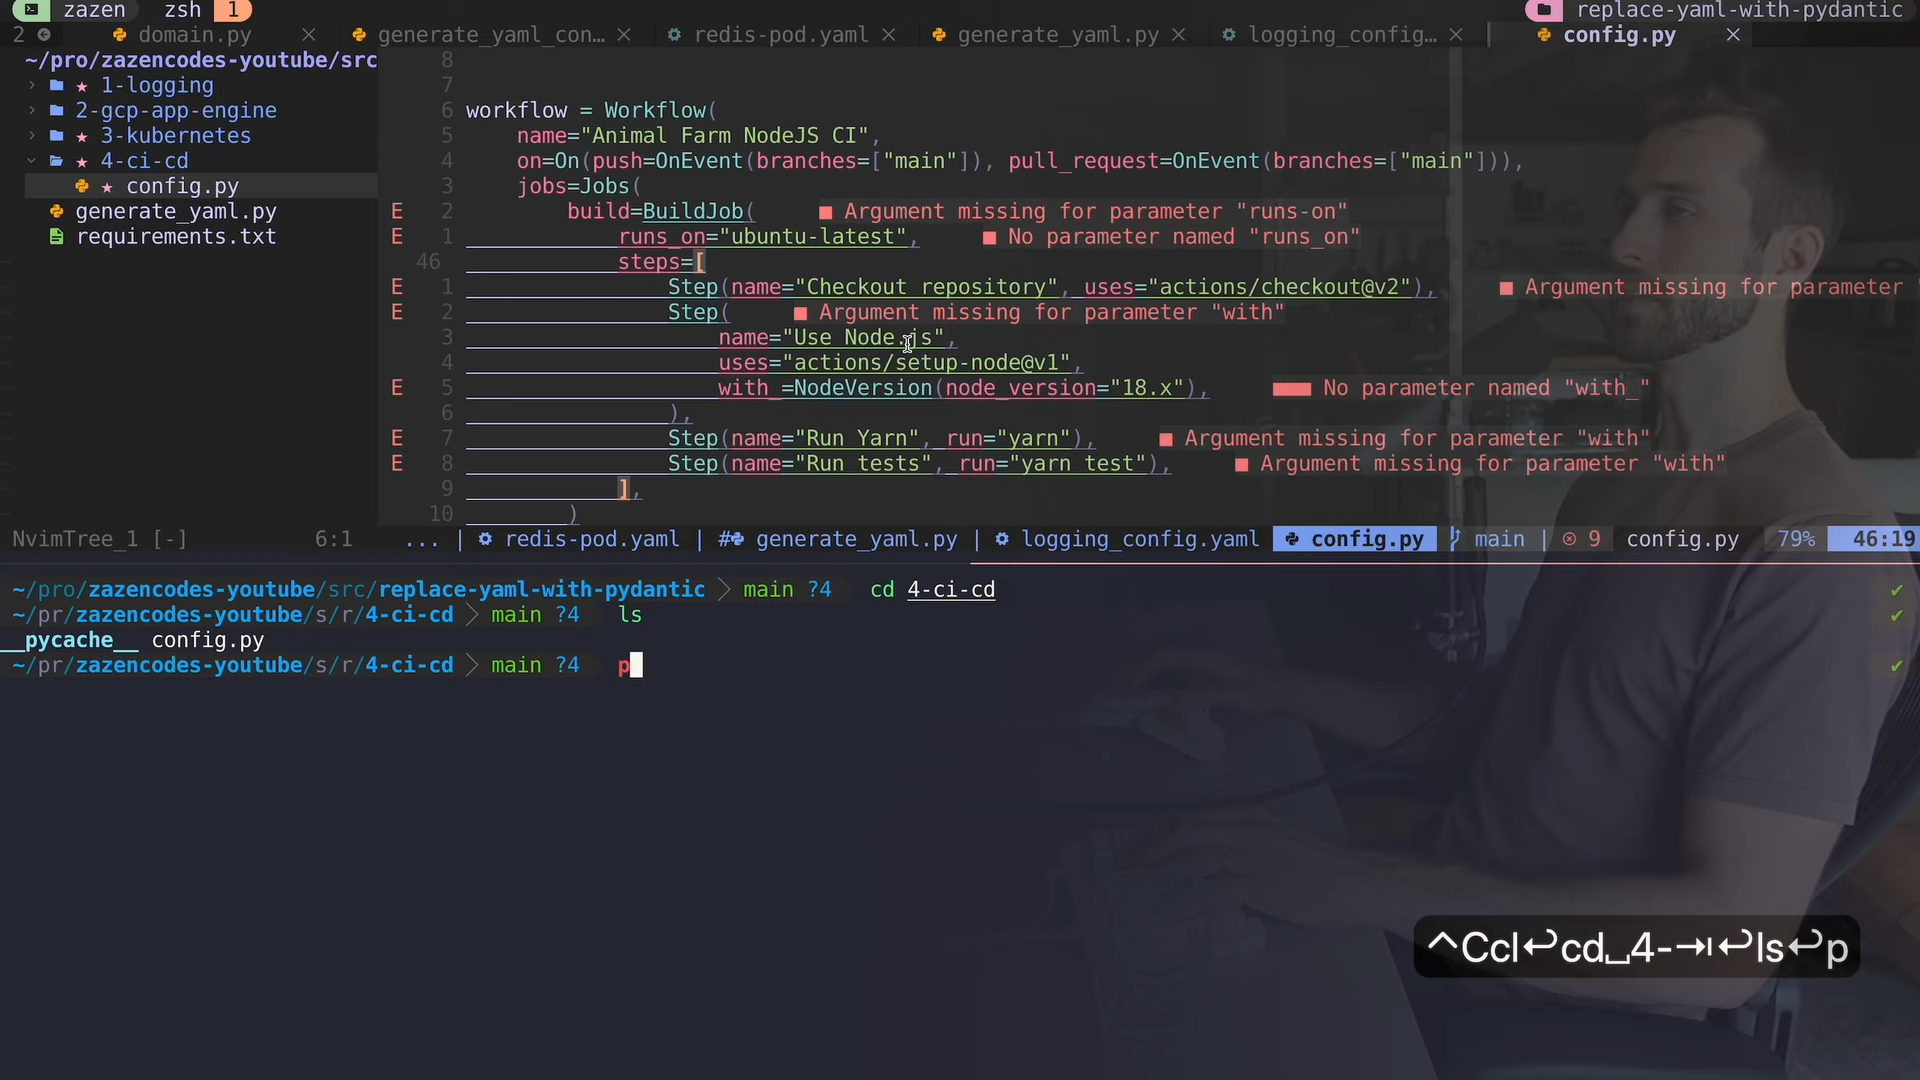 zazen zsh 1 replace-yaml-with-pydantic
2 domain.py generate_yaml_con… redis-pod.yaml generate_yaml.py logging_config… config.py
~/pro/zazencodes-youtube/src
1-logging
2-gcp-app-engine
3-kubernetes
4-ci-cd
config.py
generate_yaml.py
requirements.txt
8
7
6 workflow = Workflow(
5 name="Animal Farm NodeJS CI",
4 on=On(push=OnEvent(branches=["main"]), pull_request=OnEvent(branches=["main"])),
3 jobs=Jobs(
E 2 build=BuildJob( ■ Argument missing for parameter "runs-on"
E 1 runs_on="ubuntu-latest", ■ No parameter named "runs_on"
46 steps=[
E 1 Step(name="Checkout repository", uses="actions/checkout@v2"), ■ Argument missing for parameter
E 2 Step( ■ Argument missing for parameter "with"
3 name="Use Node.js",
4 uses="actions/setup-node@v1",
E 5 with_=NodeVersion(node_version="18.x"), ■■■ No parameter named "with_"
6 ),
E 7 Step(name="Run Yarn", run="yarn"), ■ Argument missing for parameter "with"
E 8 Step(name="Run tests", run="yarn test"), ■ Argument missing for parameter "with"
9 ],
10 )
NvimTree_1 [-] 6:1 ... | redis-pod.yaml | # generate_yaml.py | logging_config.yaml config.py main | 9 config.py 79% 46:19
~/pro/zazencodes-youtube/src/replace-yaml-with-pydantic main ?4 cd 4-ci-cd ✔
~/pr/zazencodes-youtube/s/r/4-ci-cd main ?4 ls ✔
__pycache__ config.py
~/pr/zazencodes-youtube/s/r/4-ci-cd main ?4 p ✔
^Ccl↩cd␣4-⇥↩ls↩p